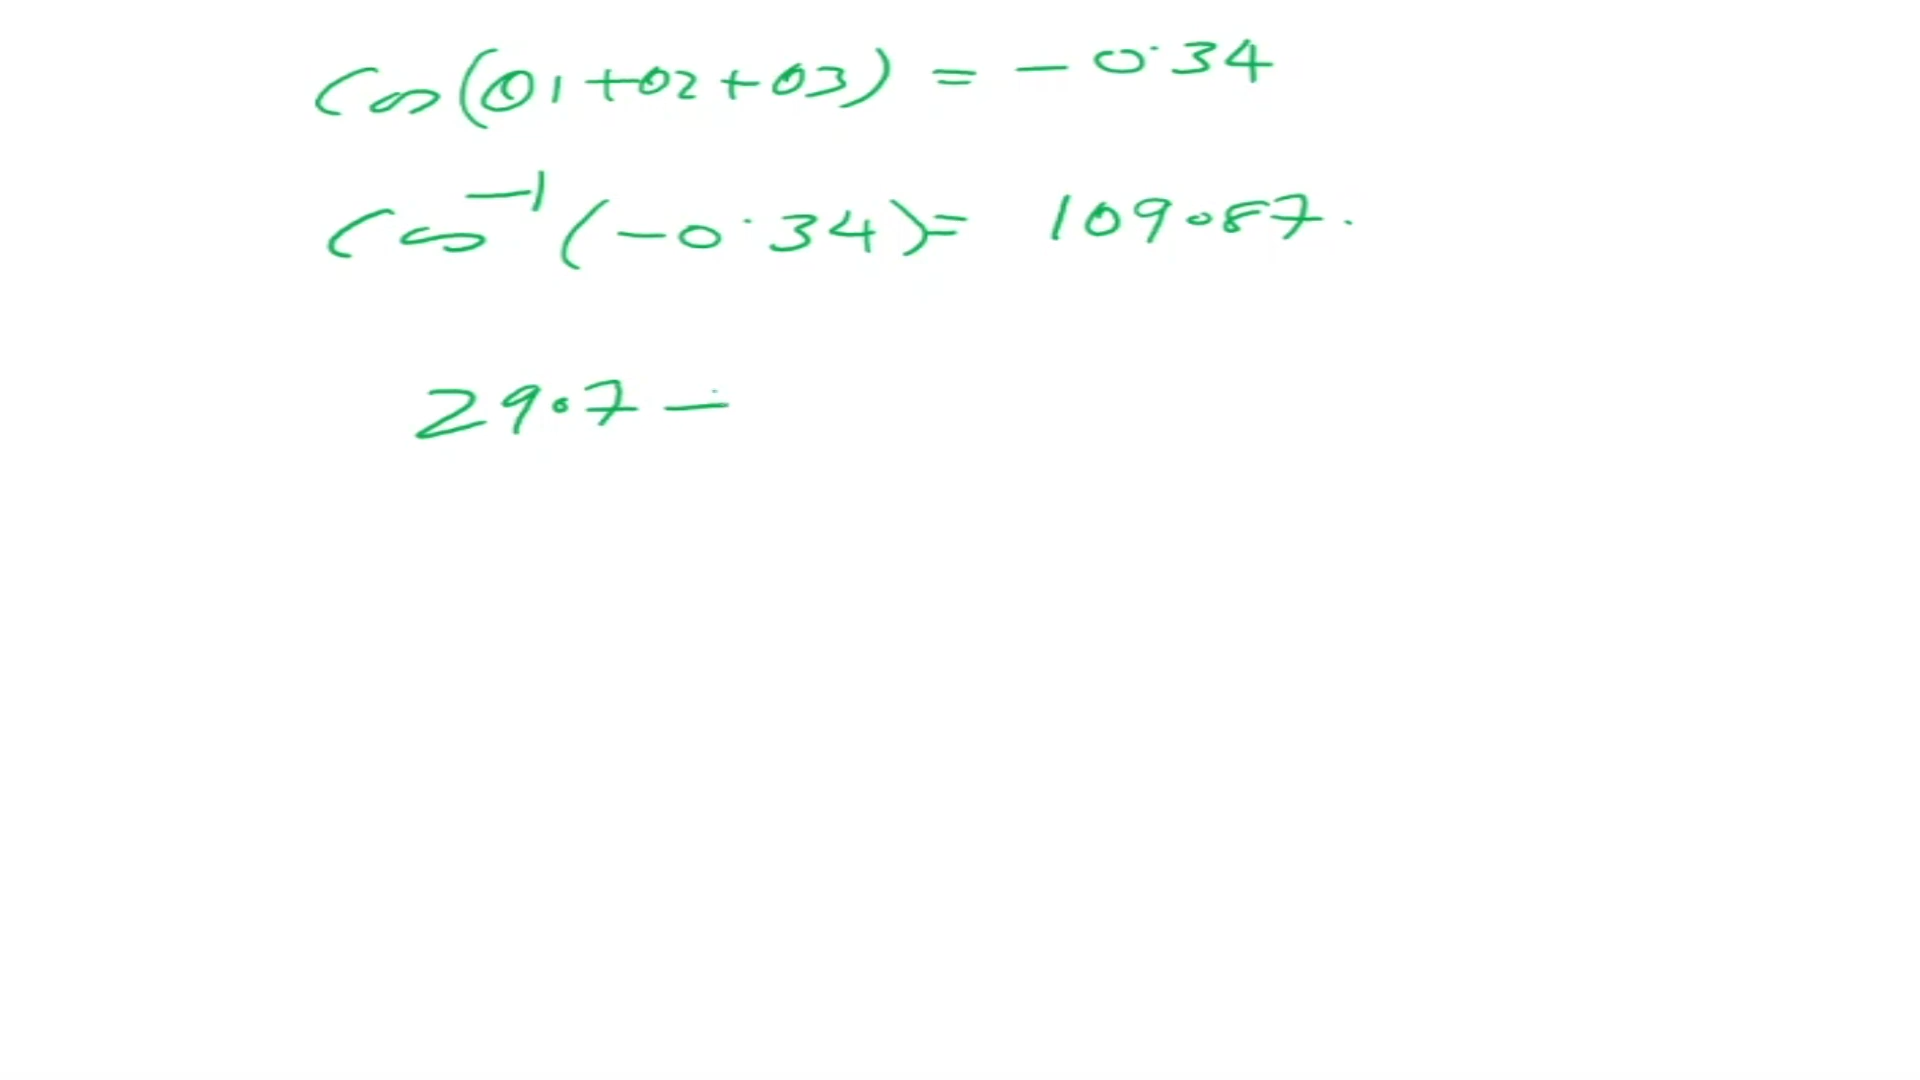 Cos(θ1+θ2+θ3) = -0.34
Cos⁻¹(-0.34) = 109.87.
29.7 -